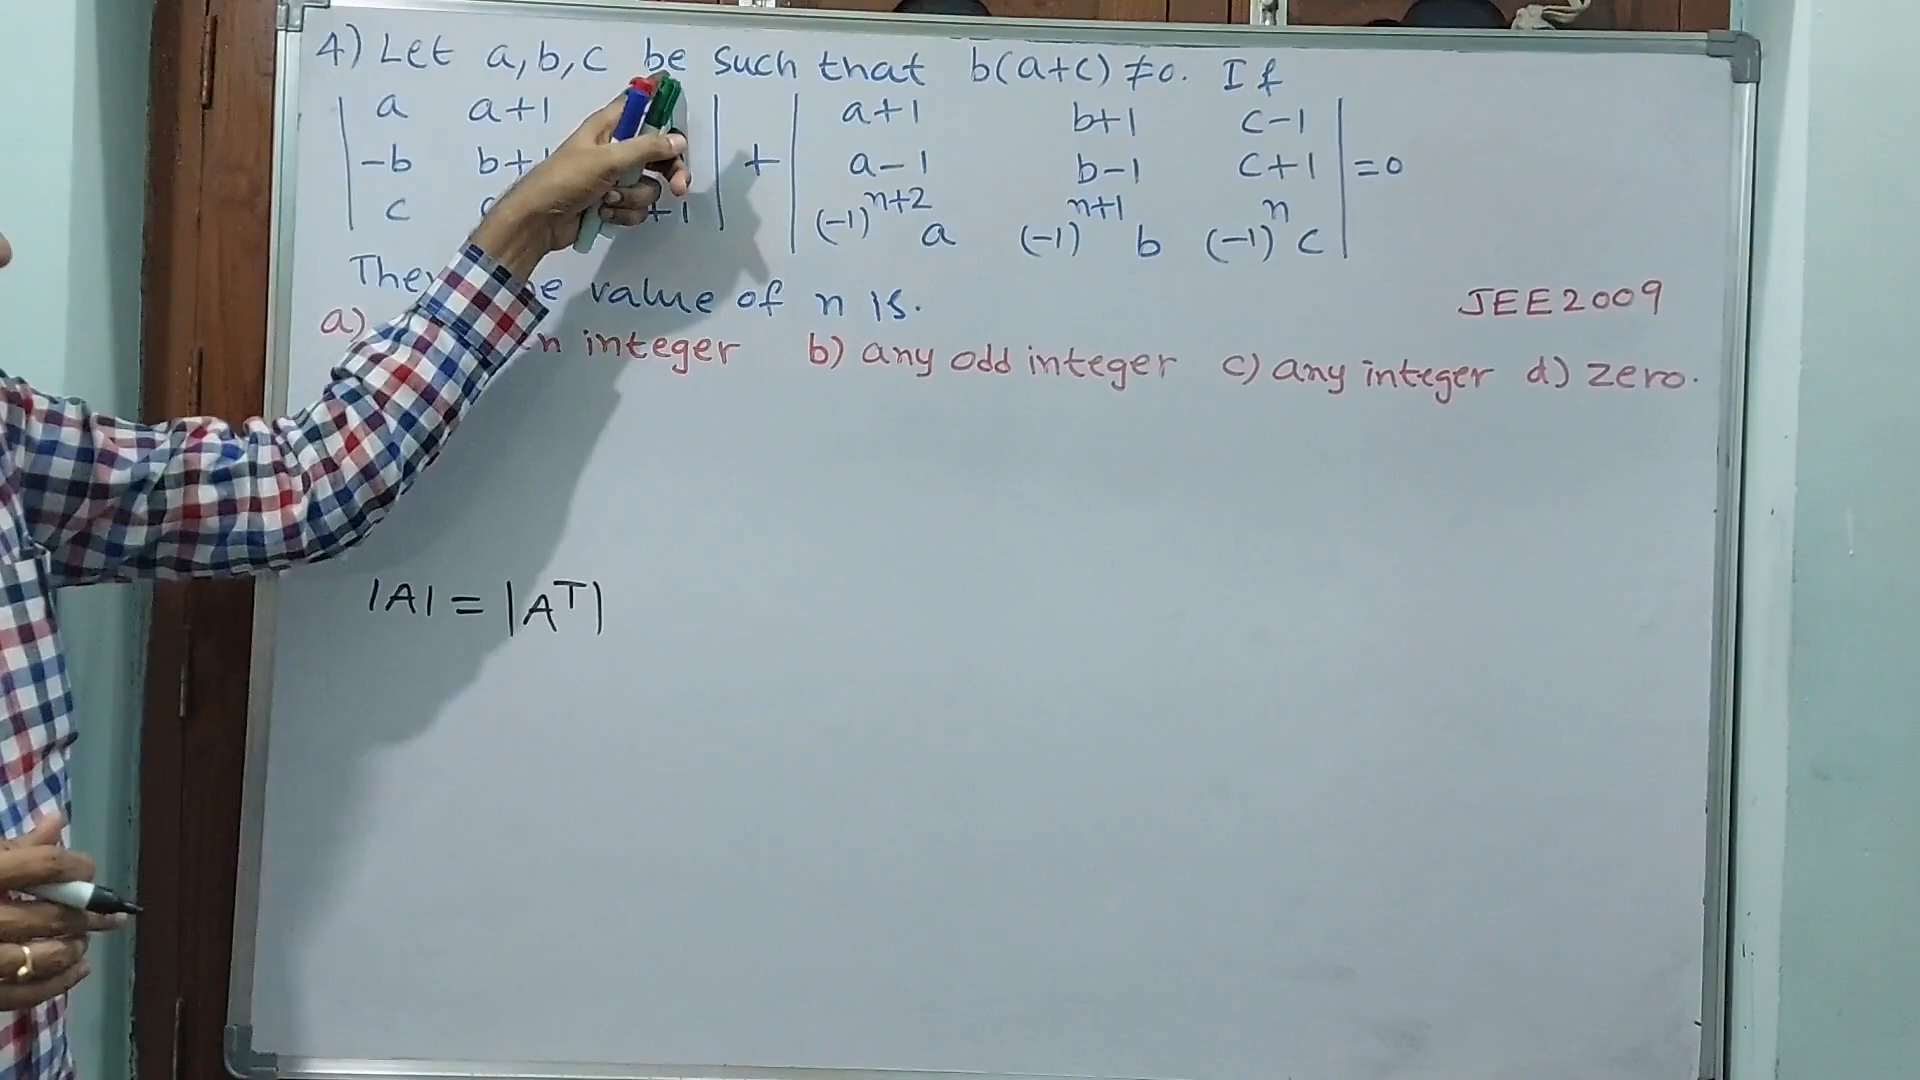 4) Let a, b, c be such that b(a+c) ≠ 0. If
| a a+1 | + | a+1 b+1 c-1 |
| -b b+1 | + | a-1 b-1 c+1 | = 0
| c +1 | | (-1)^{n+2} a (-1)^{n+1} b (-1)^n c |
value of n is.
JEE2009
a) integer b) any odd integer c) any integer d) zero.
|A| = |A^T|